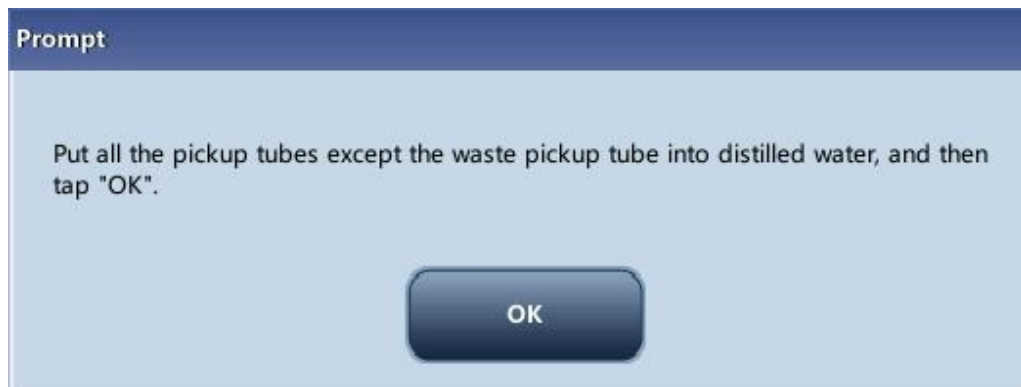 Prompt
Put all the pickup tubes except the waste pickup tube into distilled water, and then
tap "OK".
OK